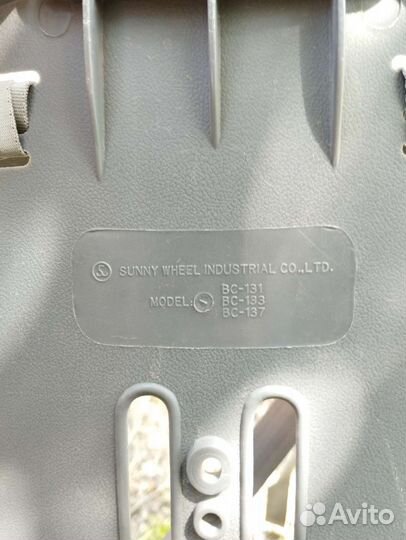 SUNNY WHEEL INDUSTRIAL CO.,LTD.
BC-131
MODEL: BC-133
BC-137
Avito